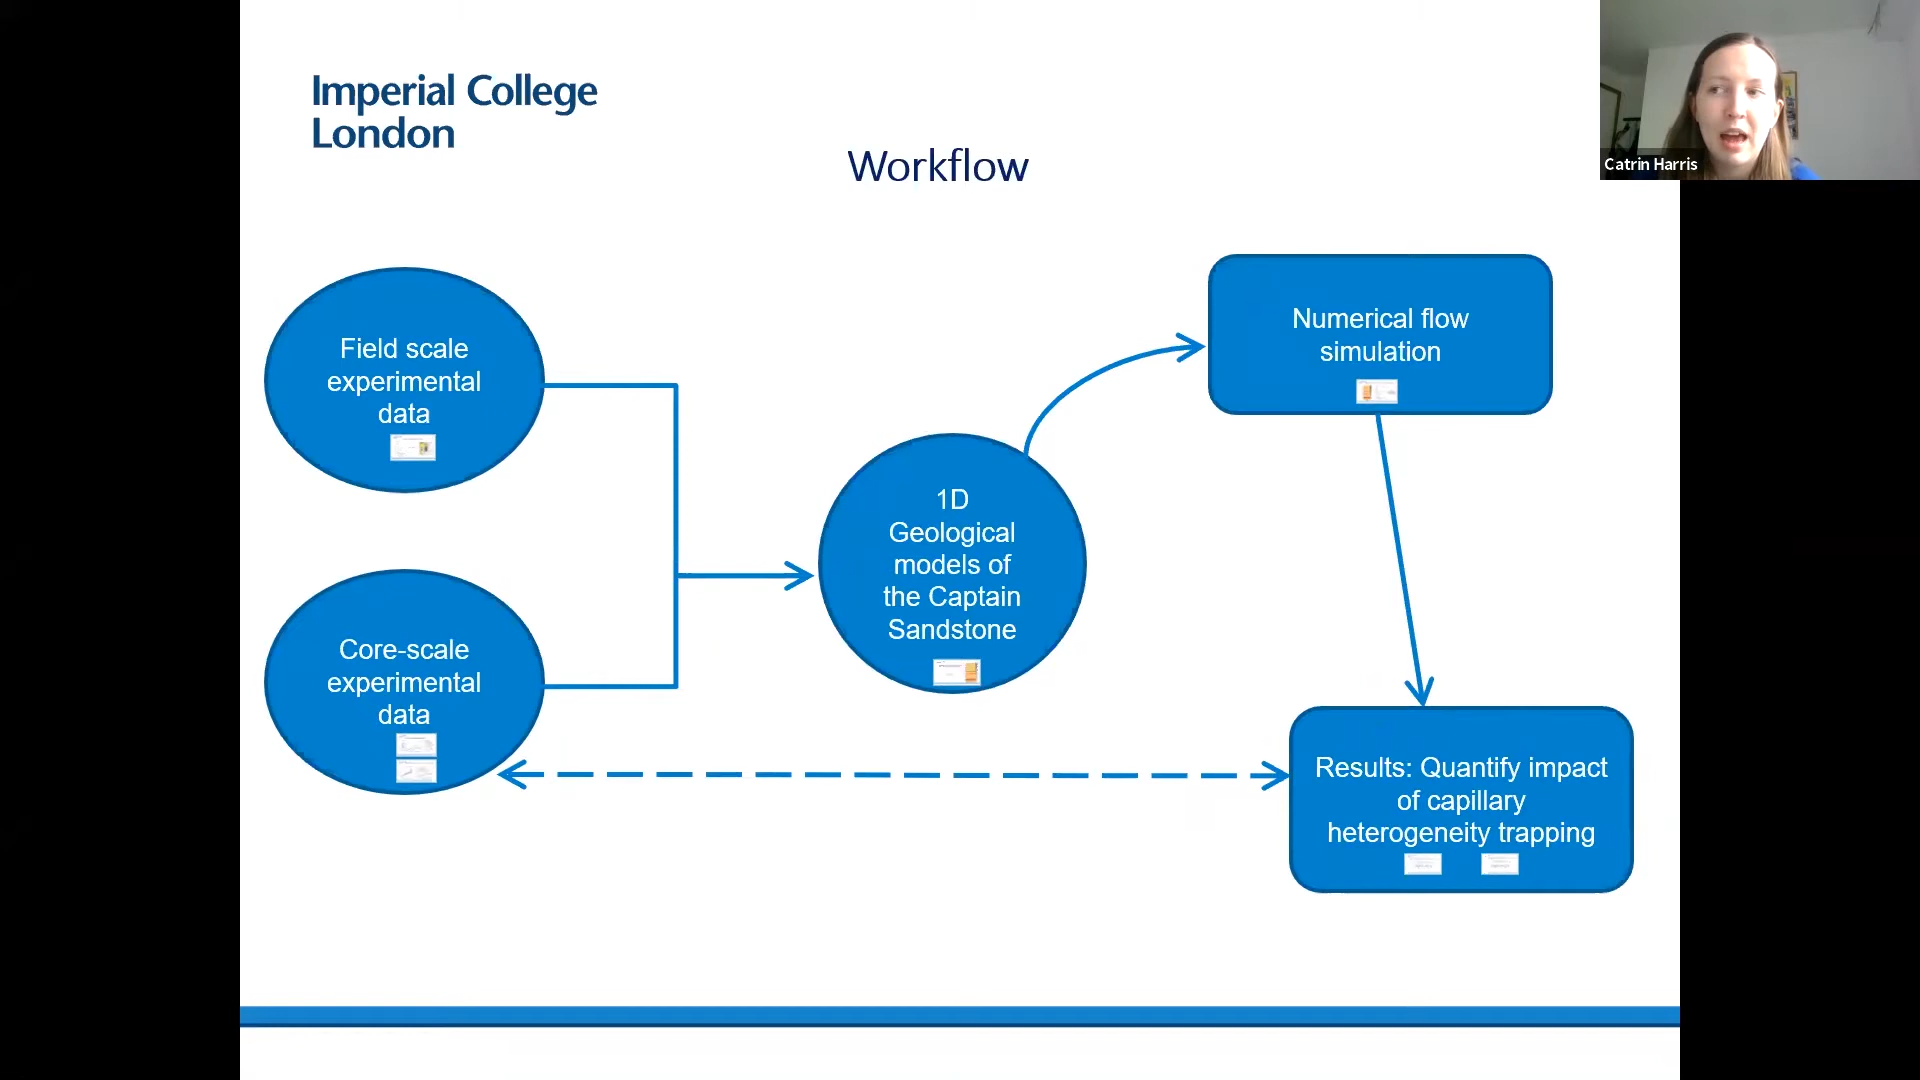 Imperial College
London
Catrin Harris
Workflow
Field scale
experimental
data
Core-scale
experimental
data
1D
Geological
models of
the Captain
Sandstone
Numerical flow
simulation
Results: Quantify impact
of capillary
heterogeneity trapping